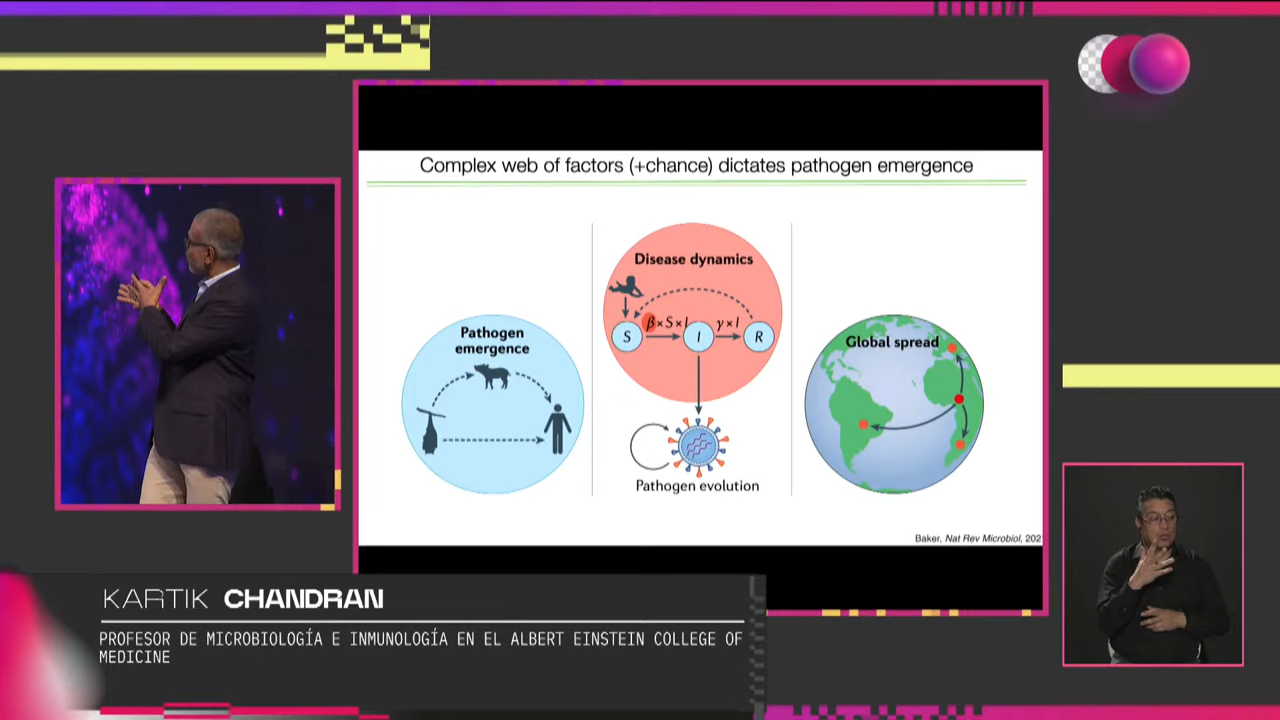 Complex web of factors (+chance) dictates pathogen emergence
Pathogen
emergence
Disease dynamics
β×S×I
γ×I
S
I
R
Pathogen evolution
Global spread
Baker, Nat Rev Microbiol, 202
KARTIK CHANDRAN
PROFESOR DE MICROBIOLOGÍA E INMUNOLOGÍA EN EL ALBERT EINSTEIN COLLEGE OF
MEDICINE